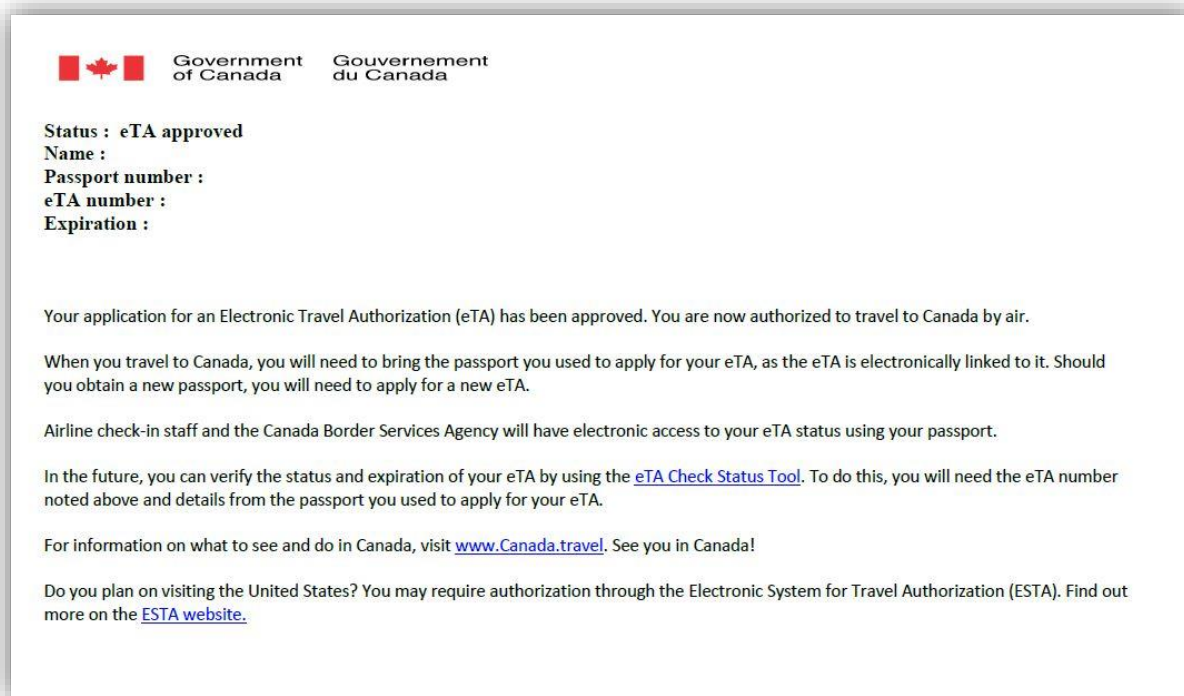 Government Gouvernement
of Canada du Canada
Status : eTA approved
Name :
Passport number :
eTA number :
Expiration :
Your application for an Electronic Travel Authorization (eTA) has been approved. You are now authorized to travel to Canada by air.
When you travel to Canada, you will need to bring the passport you used to apply for your eTA, as the eTA is electronically linked to it. Should
you obtain a new passport, you will need to apply for a new eTA.
Airline check-in staff and the Canada Border Services Agency will have electronic access to your eTA status using your passport.
In the future, you can verify the status and expiration of your eTA by using the eTA Check Status Tool. To do this, you will need the eTA number
noted above and details from the passport you used to apply for your eTA.
For information on what to see and do in Canada, visit www.Canada.travel. See you in Canada!
Do you plan on visiting the United States? You may require authorization through the Electronic System for Travel Authorization (ESTA). Find out
more on the ESTA website.